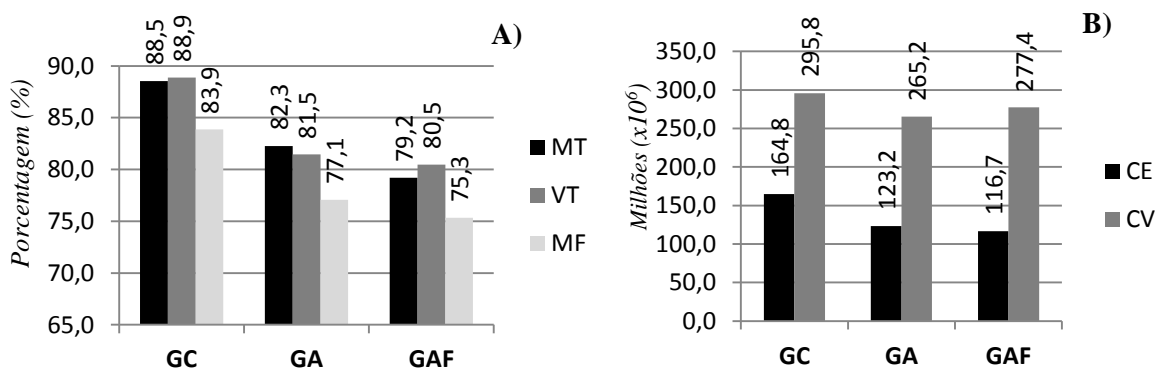 A)
Porcentagem (%)
90,0
85,0
80,0
75,0
70,0
65,0
88,5
88,9
83,9
82,3
81,5
77,1
79,2
80,5
75,3
GC
GA
GAF
MT
VT
MF
B)
Milhões (x10⁶)
350,0
300,0
250,0
200,0
150,0
100,0
50,0
0,0
164,8
295,8
123,2
265,2
116,7
277,4
GC
GA
GAF
CE
CV